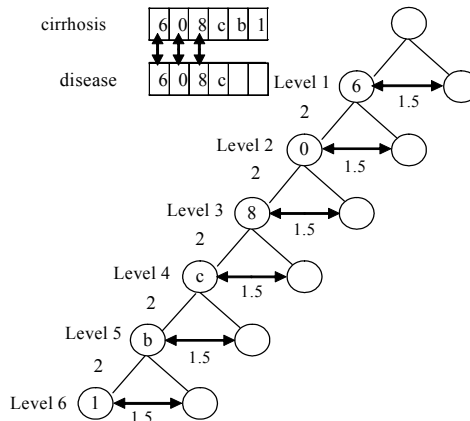 cirrhosis 6 0 8 c b 1
disease 6 0 8 c
Level 1 6 1.5
2
Level 2 0 1.5
2
Level 3 8 1.5
2
Level 4 c 1.5
2
Level 5 b 1.5
2
Level 6 1 1.5